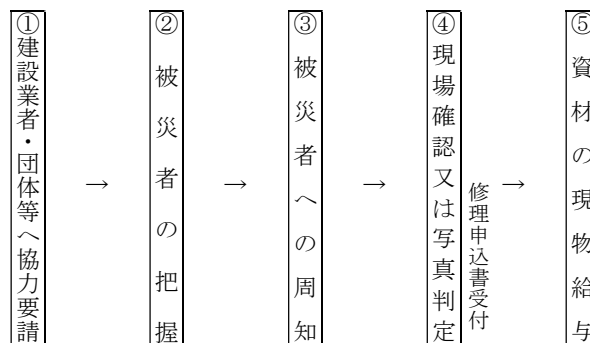 ①建設業者・団体等へ協力要請
→
②被災者の把握
→
③被災者への周知
→
④現場確認又は写真判定
修理申込書受付
→
⑤資材の現物給与